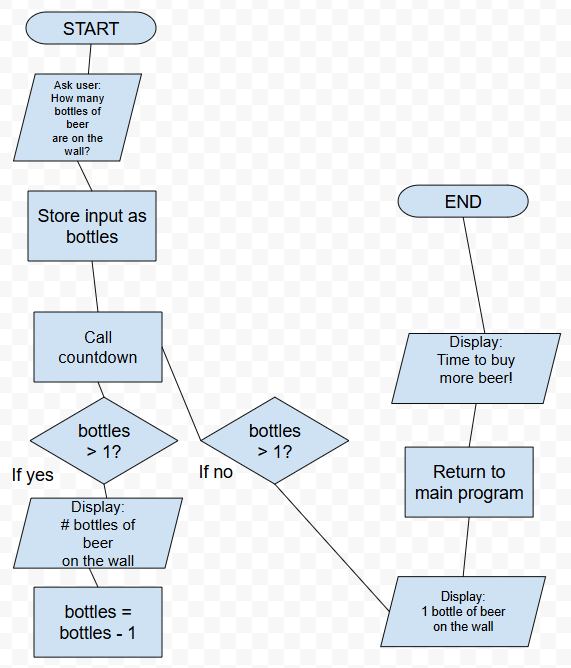 START
Ask user:
How many
bottles of
beer
are on the
wall?
Store input as
bottles
Call
countdown
bottles
> 1?
If yes
Display:
# bottles of
beer
on the wall
bottles =
bottles - 1
bottles
> 1?
If no
Display:
1 bottle of beer
on the wall
Return to
main program
Display:
Time to buy
more beer!
END